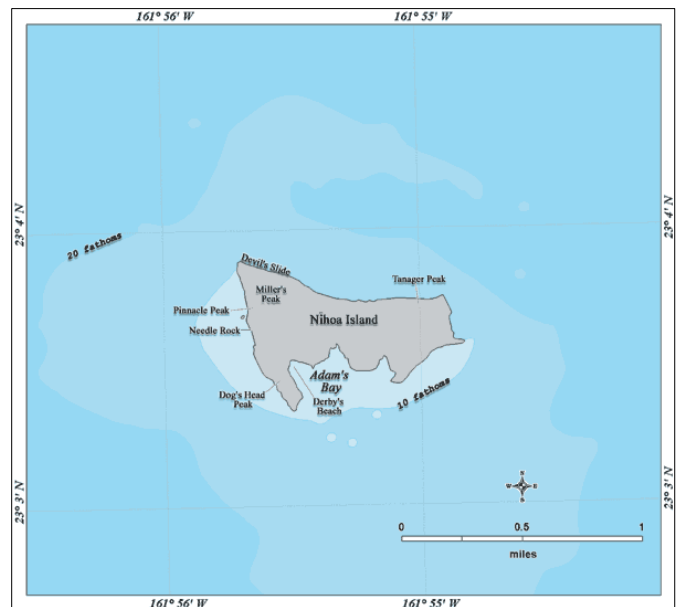 161° 56' W
161° 55' W
23° 4' N
23° 4' N
20 fathoms
Devil's Slide
Miller's
Peak
Tanager Peak
Pinnacle Peak
Needle Rock
Nihoa Island
Adam's
Bay
Dog's Head
Peak
Derby's
Beach
10 fathoms
N
W
E
S
23° 3' N
23° 3' N
0
0.5
1
miles
161° 56' W
161° 55' W